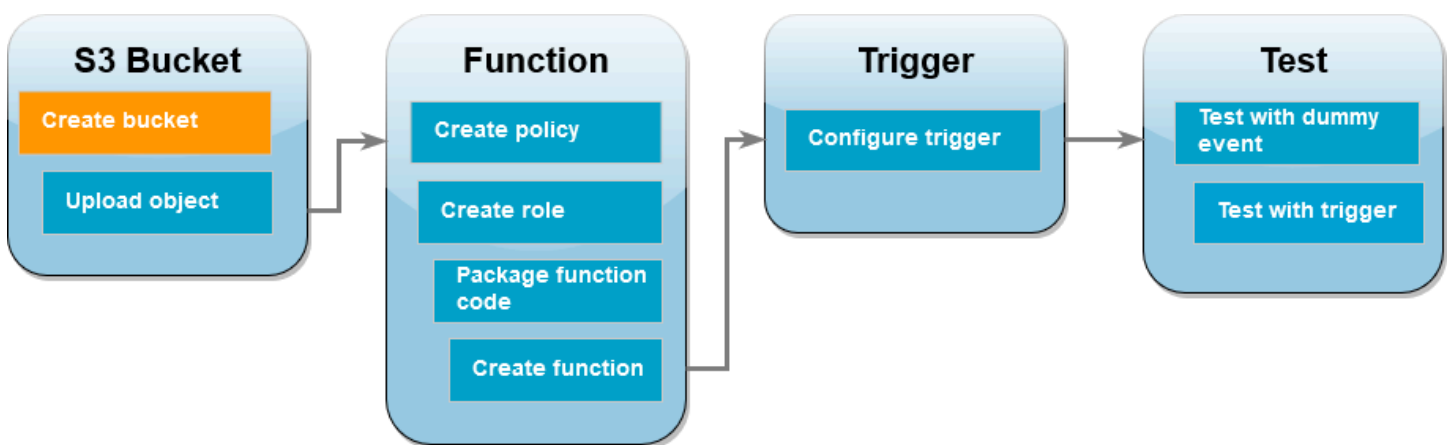 S3 Bucket
Create bucket
Upload object
Function
Create policy
Create role
Package function
code
Create function
Trigger
Configure trigger
Test
Test with dummy
event
Test with trigger